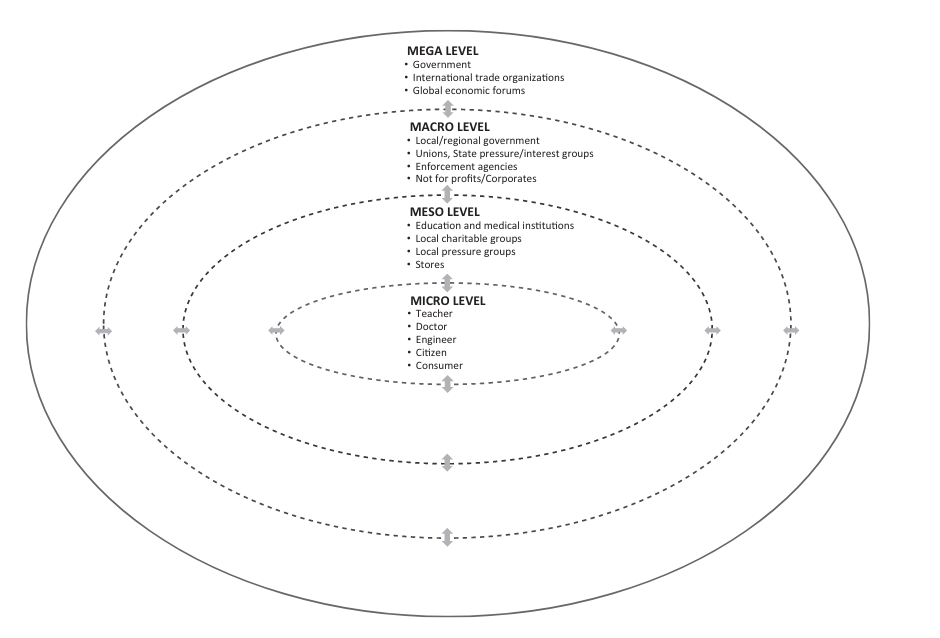 MEGA LEVEL
• Government
• International trade organizations
• Global economic forums
MACRO LEVEL
• Local/regional government
• Unions, State pressure/interest groups
• Enforcement agencies
• Not for profits/Corporates
MESO LEVEL
• Education and medical institutions
• Local charitable groups
• Local pressure groups
• Stores
MICRO LEVEL
• Teacher
• Doctor
• Engineer
• Citizen
• Consumer